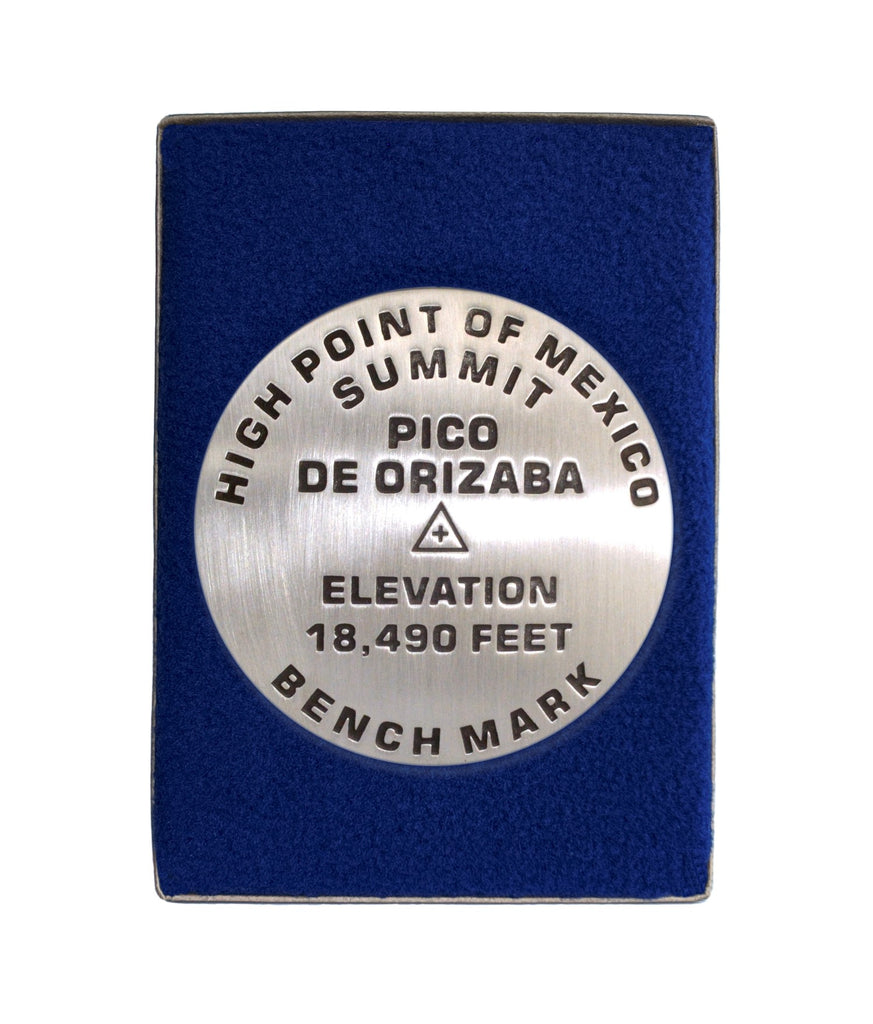 HIGH POINT OF MEXICO
SUMMIT
PICO
DE ORIZABA
ELEVATION
18,490 FEET
BENCH MARK